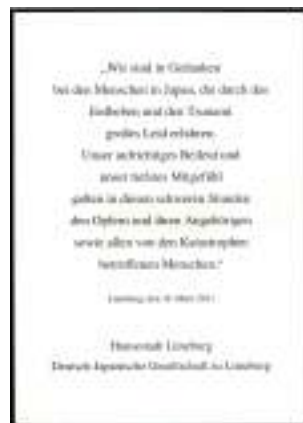 „Wir sind in Gedanken
bei den Menschen in Japan, die durch das
Erdbeben und den Tsunami
großes Leid erfahren.
Unser aufrichtiges Beileid und
unser tiefstes Mitgefühl
gelten in diesen schweren Stunden
den Opfern und ihren Angehörigen
sowie allen von den Katastrophen
betroffenen Menschen.“
Lüneburg, den März 2011
Hansestadt Lüneburg
Deutsch-Japanische Gesellschaft zu Lüneburg